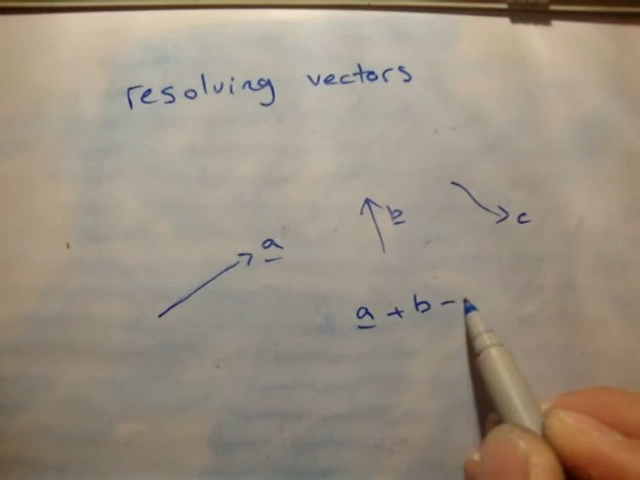 resolving vectors
a
b
c
a + b -